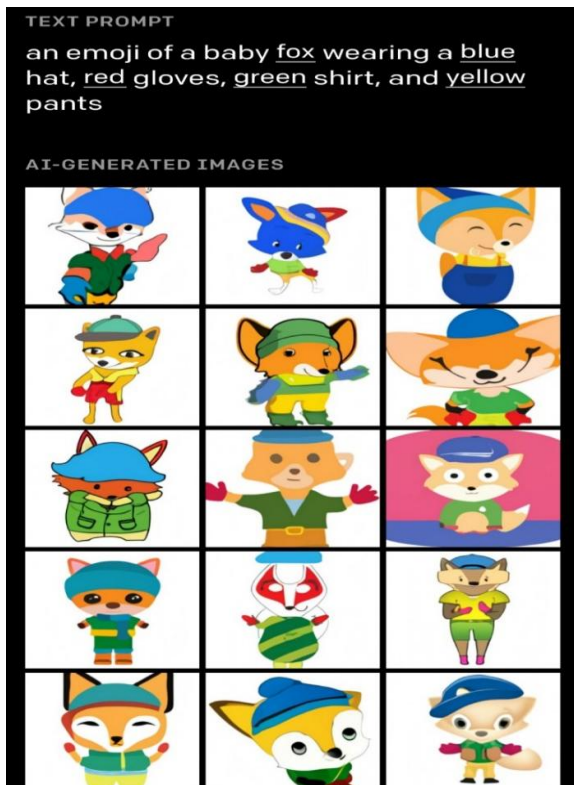 TEXT PROMPT
an emoji of a baby fox wearing a blue
hat, red gloves, green shirt, and yellow
pants
AI-GENERATED IMAGES